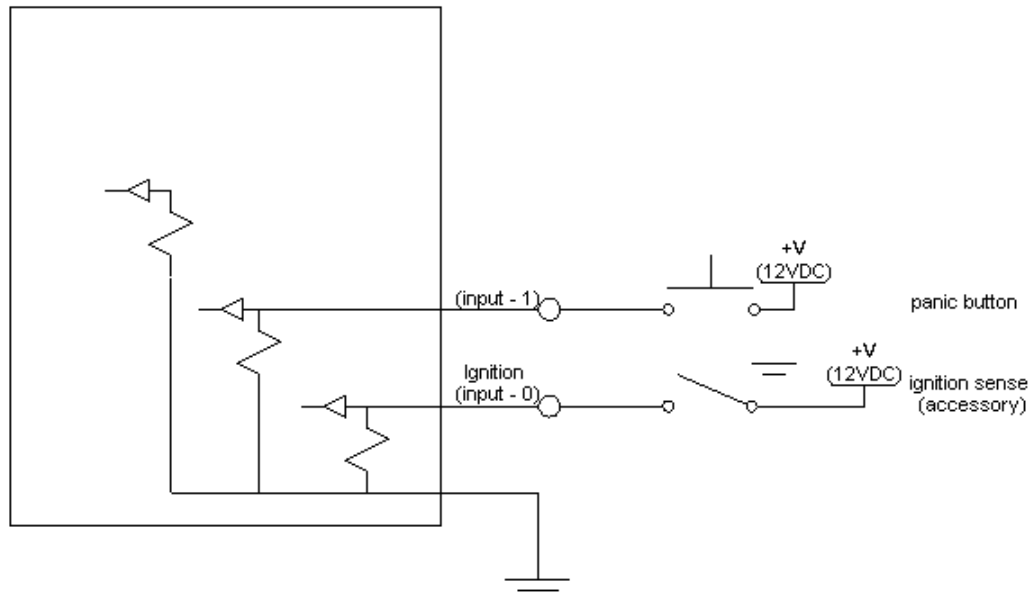 +V
(12VDC)
(input - 1)
panic button
+V
(12VDC)
Ignition
(input - 0)
ignition sense
(accessory)